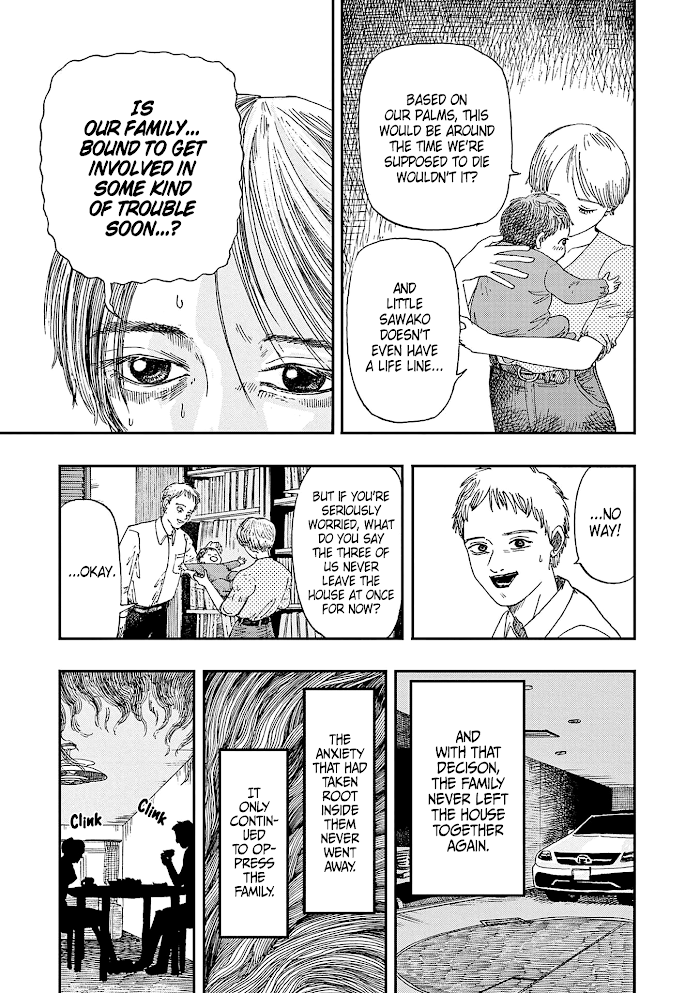 BASED ON
OUR PALMS, THIS
WOULD BE AROUND
THE TIME WE'RE
SUPPOSED TO DIE
WOULDN'T IT?
AND
LITTLE
SAWAKO
DOESN'T
EVEN HAVE
A LIFE LINE...
IS
OUR FAMILY...
BOUND TO GET
INVOLVED IN
SOME KIND
OF TROUBLE
SOON...?
...NO
WAY!
BUT IF YOU'RE
SERIOUSLY
WORRIED, WHAT
DO YOU SAY
THE THREE OF
US NEVER
LEAVE THE
HOUSE AT ONCE
FOR NOW?
...OKAY.
AND
WITH THAT
DECISON,
THE FAMILY
NEVER LEFT
THE HOUSE
TOGETHER
AGAIN.
THE
ANXIETY
THAT HAD
TAKEN
ROOT
INSIDE
THEM
NEVER
WENT
AWAY.
IT
ONLY
CONTIN-
UED
TO OP-
PRESS
THE
FAMILY.
Clink
Clink